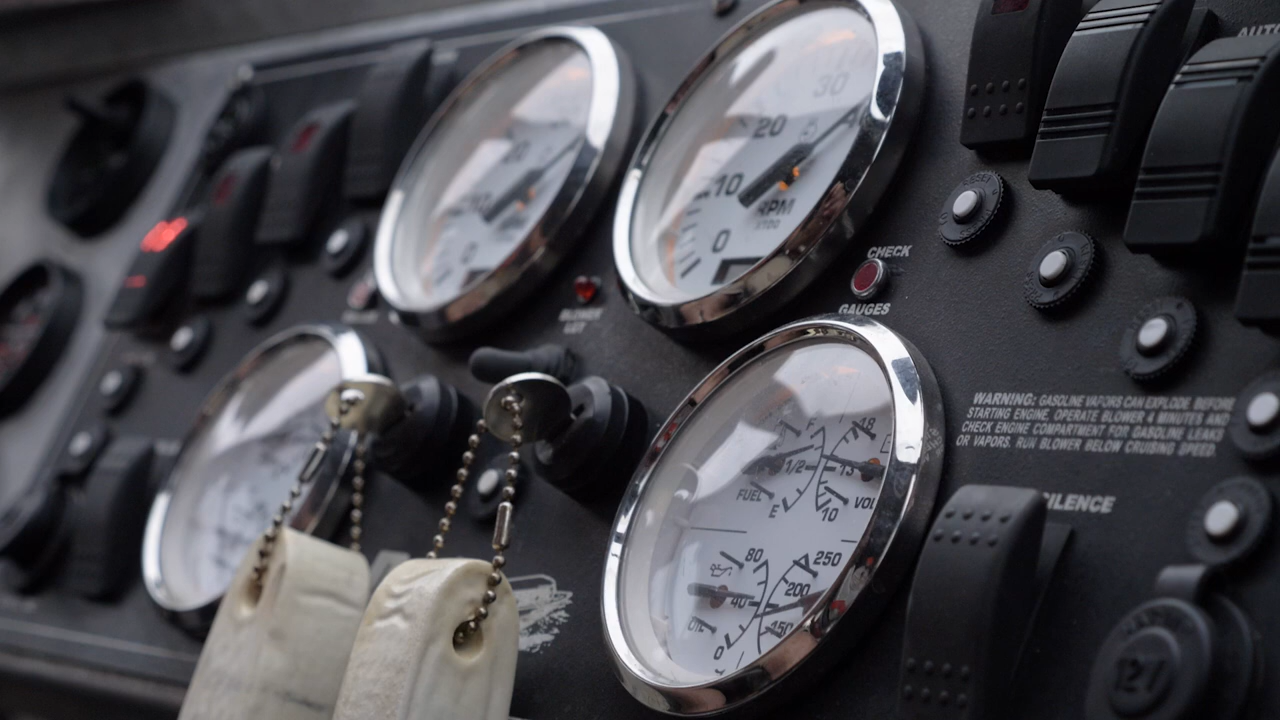 AUTO
30
20
10
0
RPM
VDO
20
CHECK
GAUGES
BLOWER
WARNING: GASOLINE VAPORS CAN EXPLODE. BEFORE
STARTING ENGINE, OPERATE BLOWER 4 MINUTES AND
CHECK ENGINE COMPARTMENT FOR GASOLINE LEAKS
OR VAPORS. RUN BLOWER BELOW CRUISING SPEED.
F
1/2
FUEL
E
18
13
10
80
40
OIL
0
250
200
150
12V